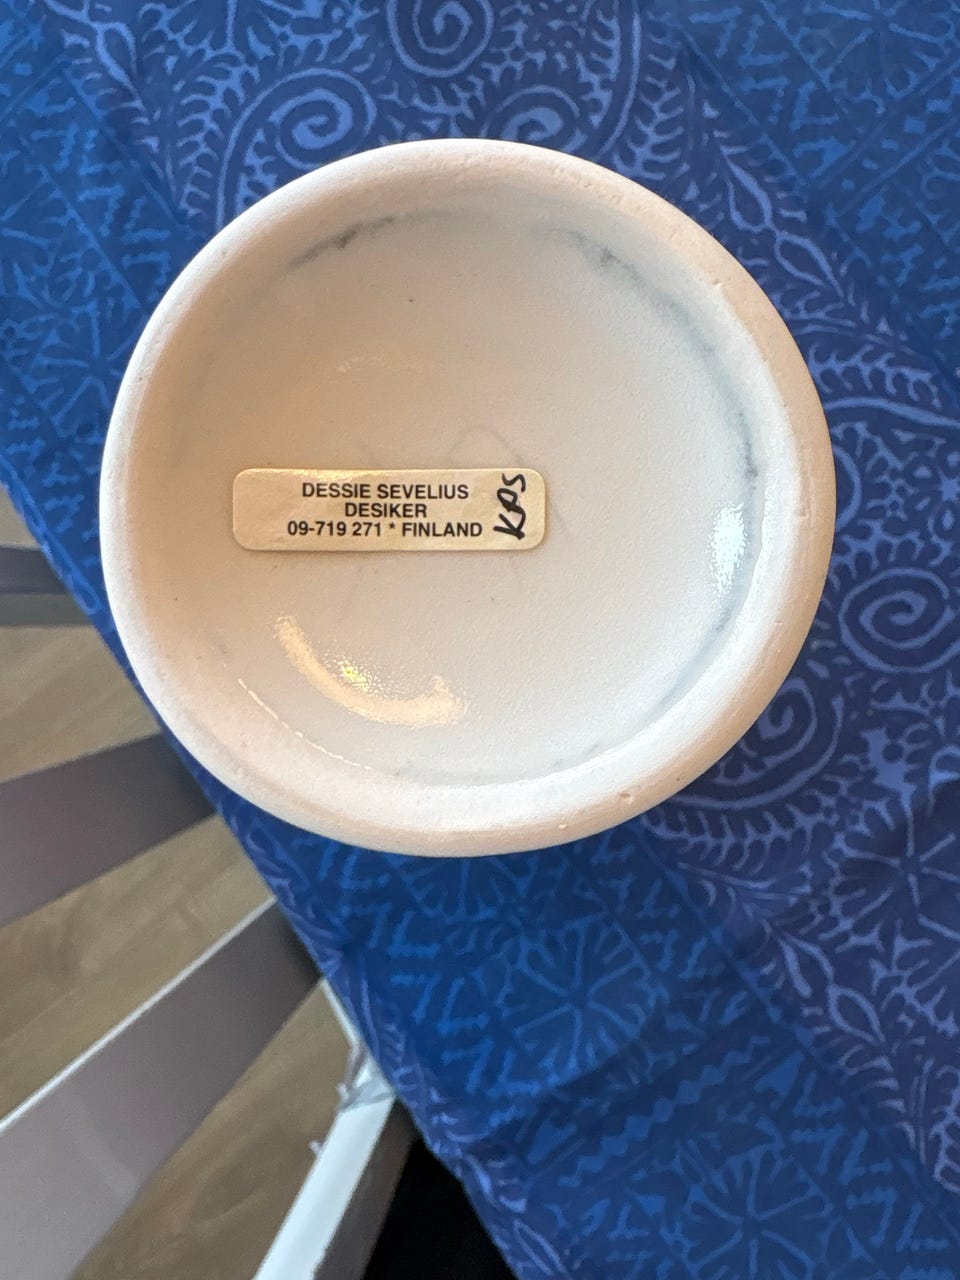 DESSIE SEVELIUS
DESIKER
09-719 271 * FINLAND
KPS